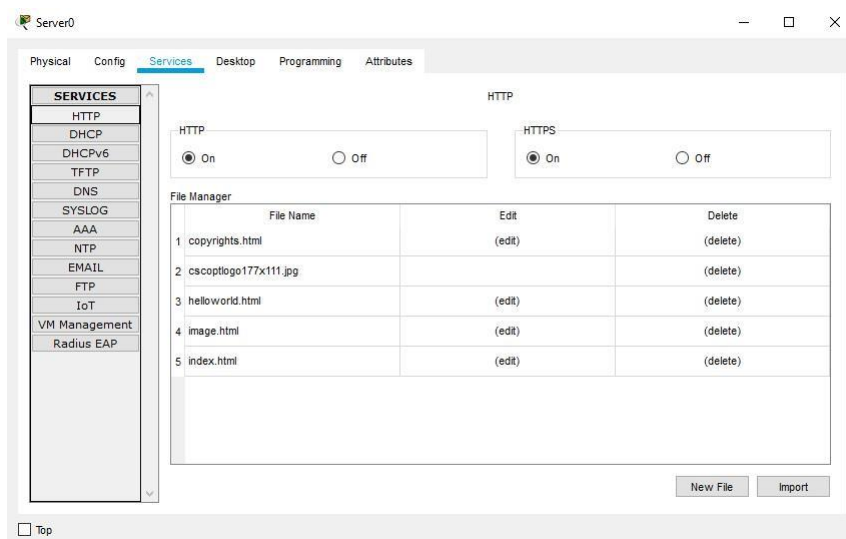 Server0
Physical Config Services Desktop Programming Attributes
SERVICES
HTTP
DHCP
DHCPv6
TFTP
DNS
SYSLOG
AAA
NTP
EMAIL
FTP
IoT
VM Management
Radius EAP
HTTP
HTTP
On Off
HTTPS
On Off
File Manager
File Name Edit Delete
1 copyrights.html (edit) (delete)
2 cscoptlogo177x111.jpg (delete)
3 helloworld.html (edit) (delete)
4 image.html (edit) (delete)
5 index.html (edit) (delete)
New File Import
Top